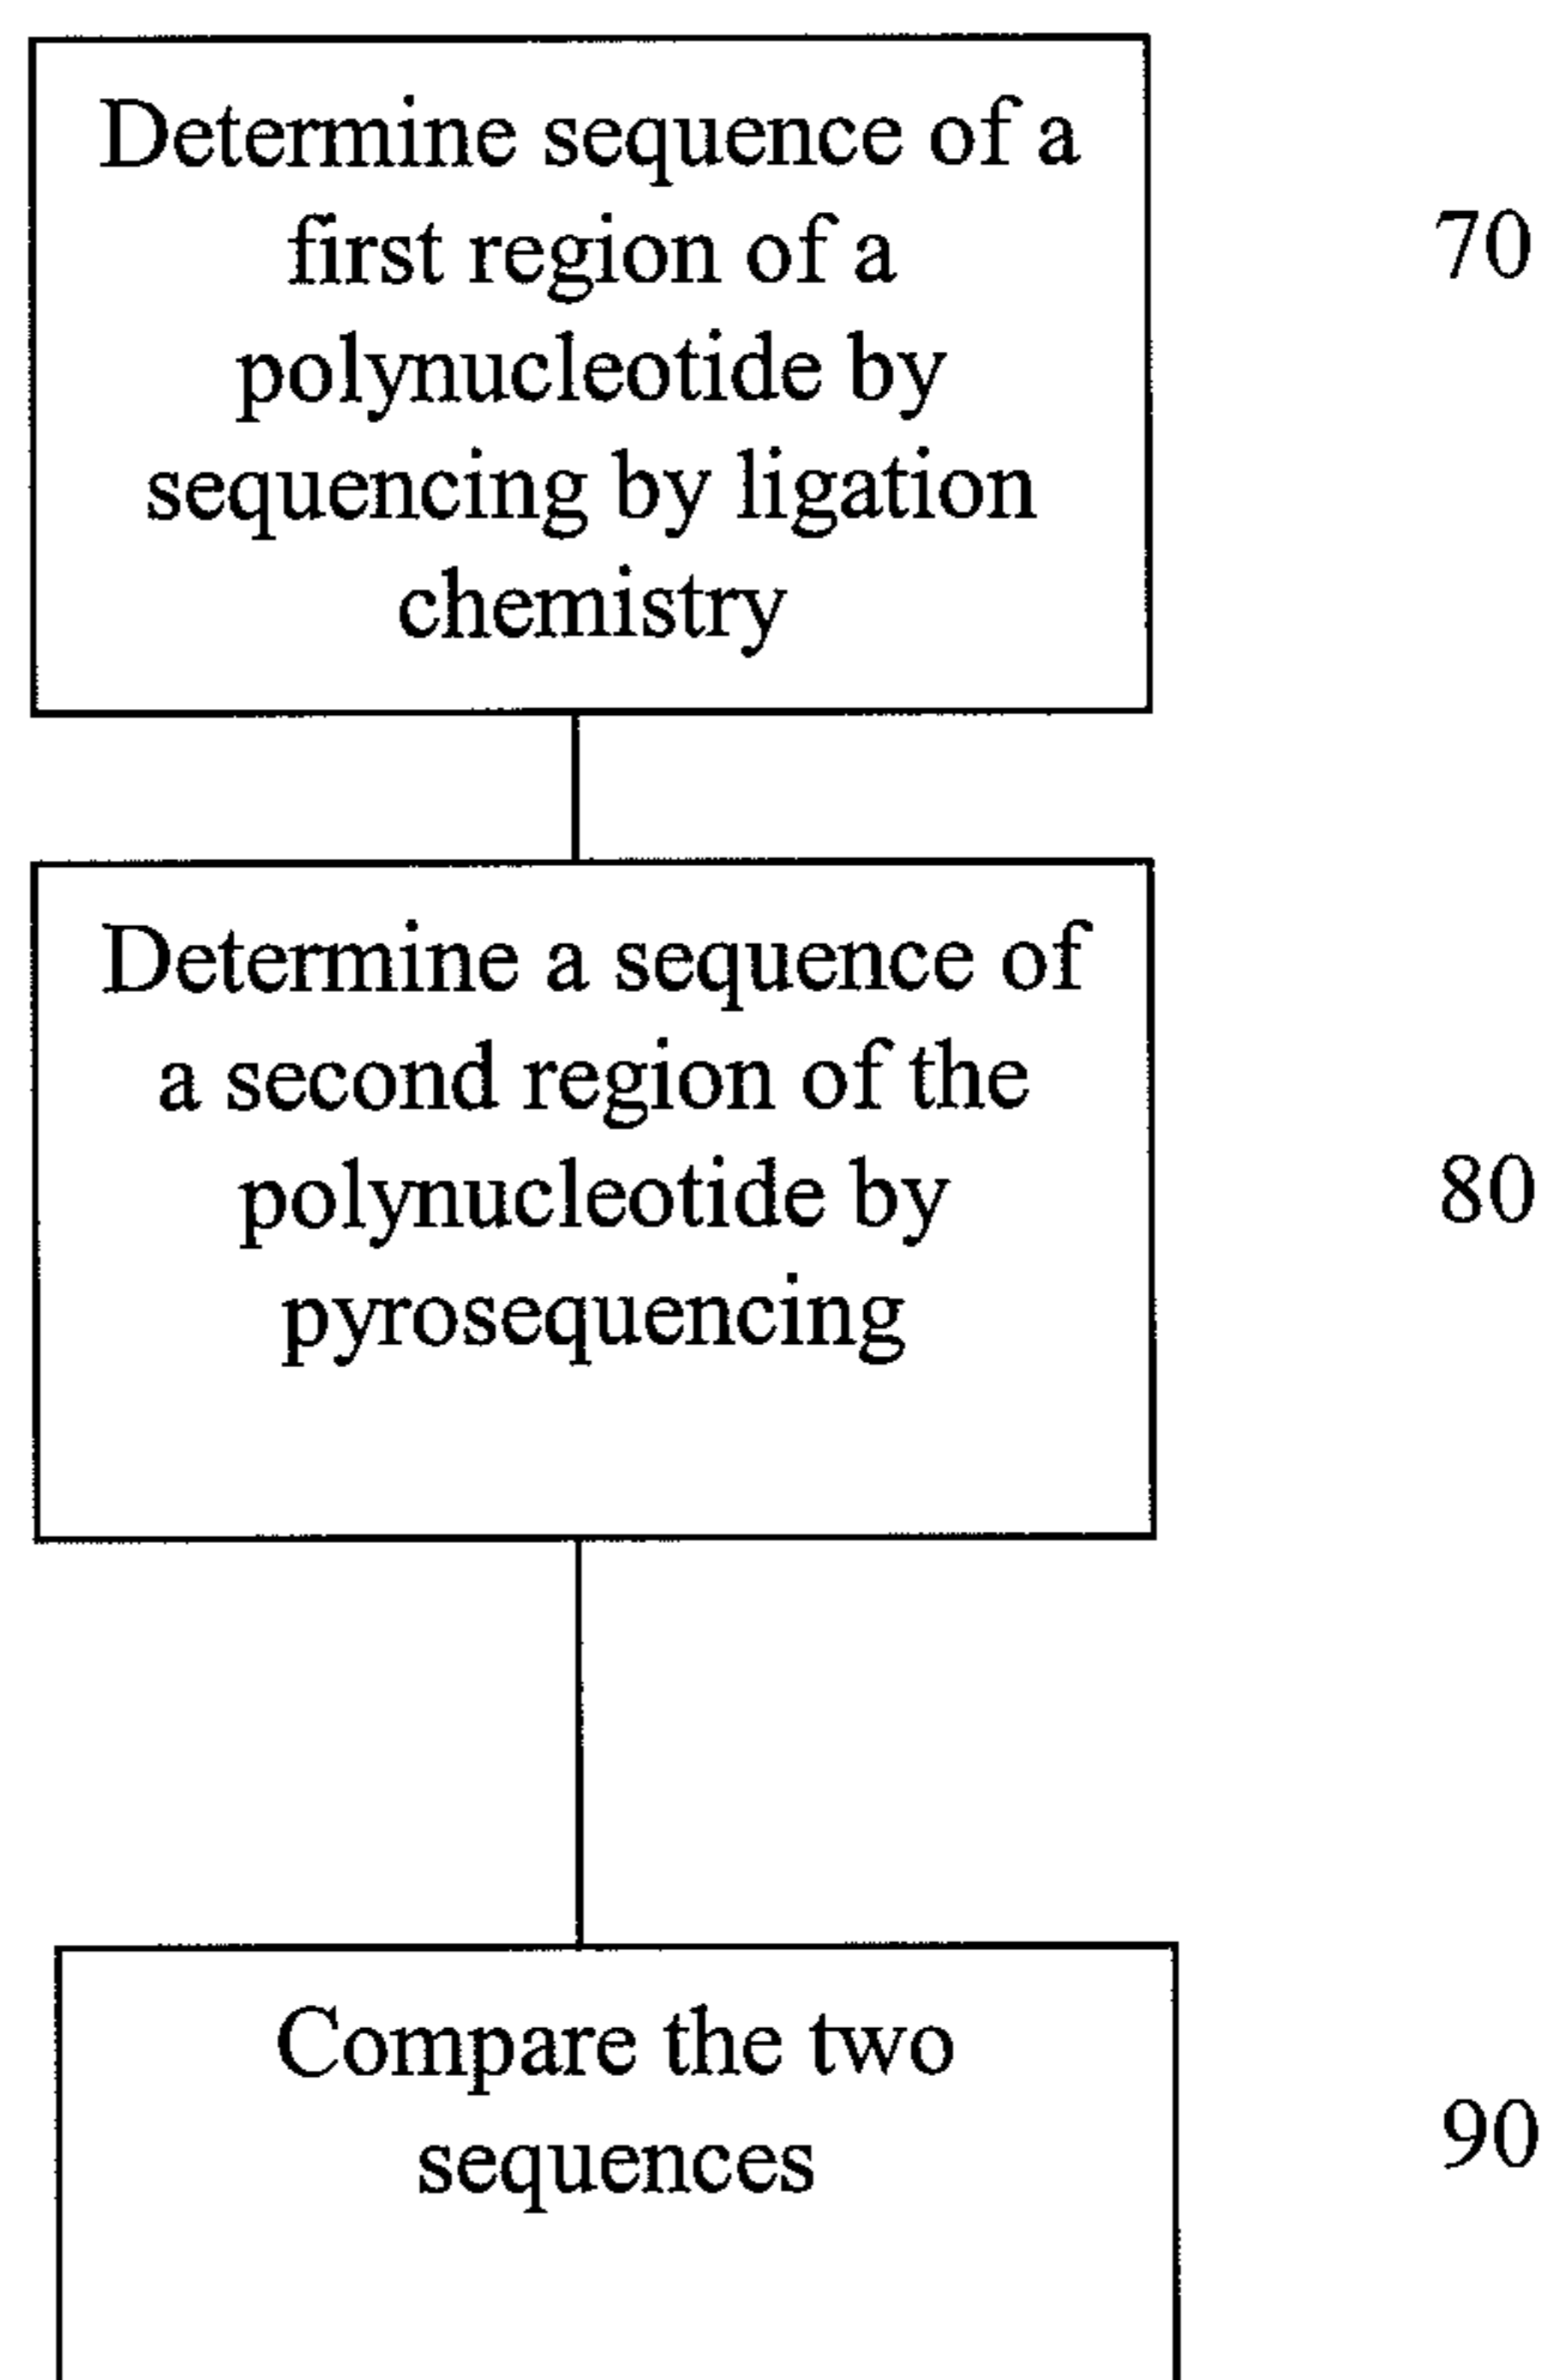 Determine sequence of a
first region of a
polynucleotide by
sequencing by ligation
chemistry
70
Determine a sequence of
a second region of the
polynucleotide by
pyrosequencing
80
Compare the two
sequences
90